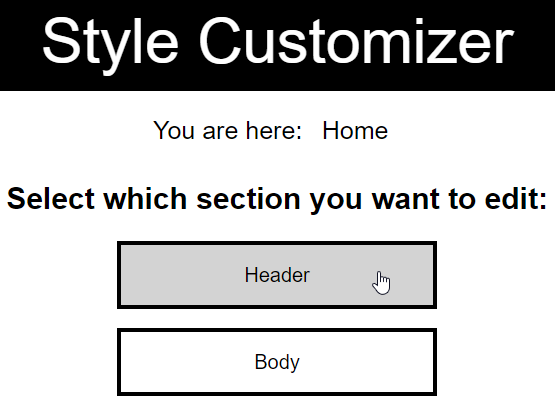 Style Customizer
You are here: Home
Select which section you want to edit:
Header
Body